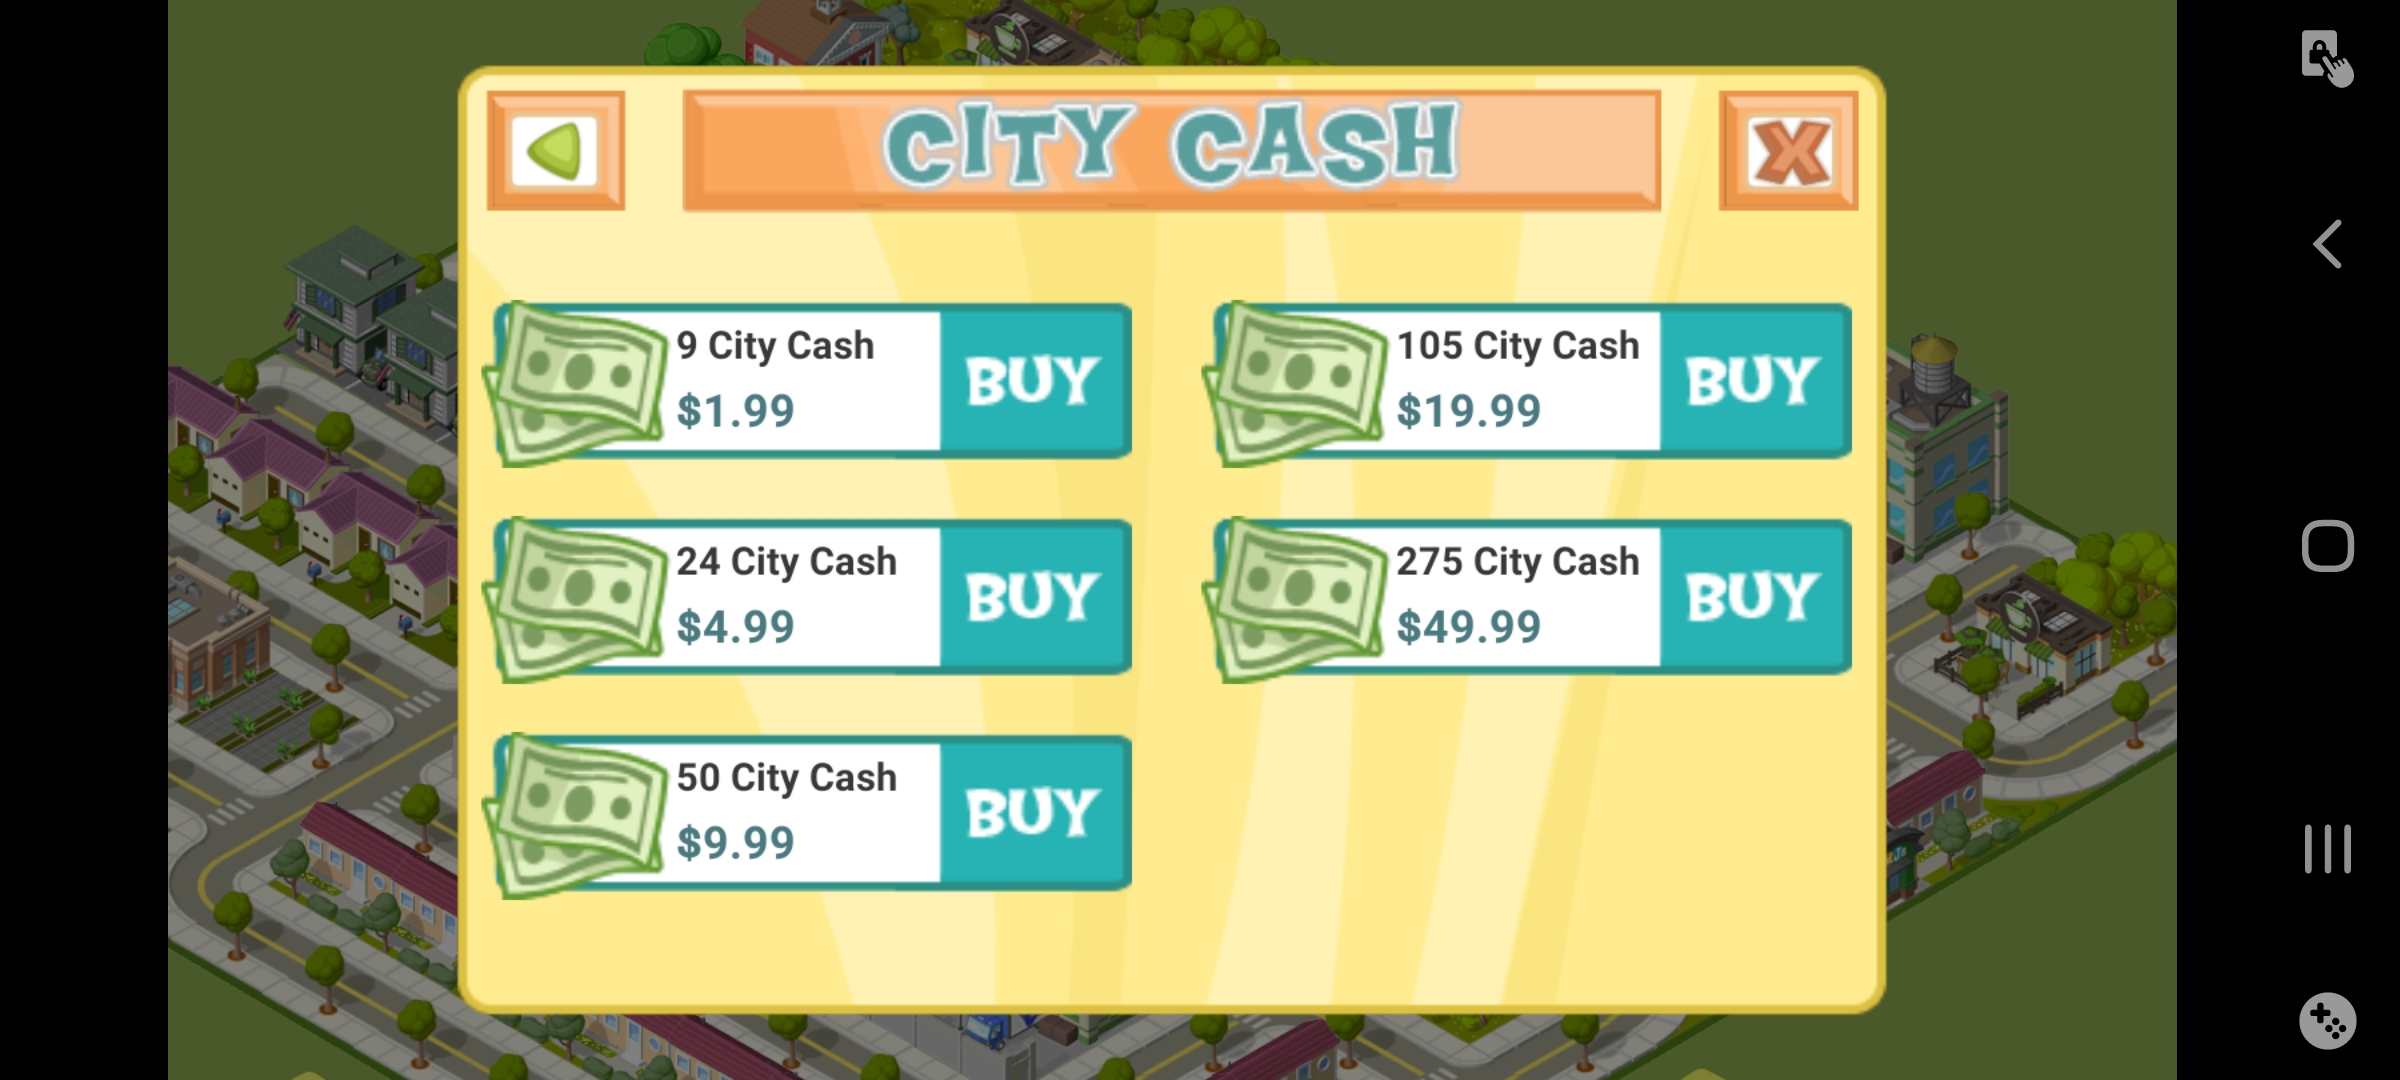 CITY CASH
9 City Cash
$1.99
BUY
105 City Cash
$19.99
BUY
24 City Cash
$4.99
BUY
275 City Cash
$49.99
BUY
50 City Cash
$9.99
BUY